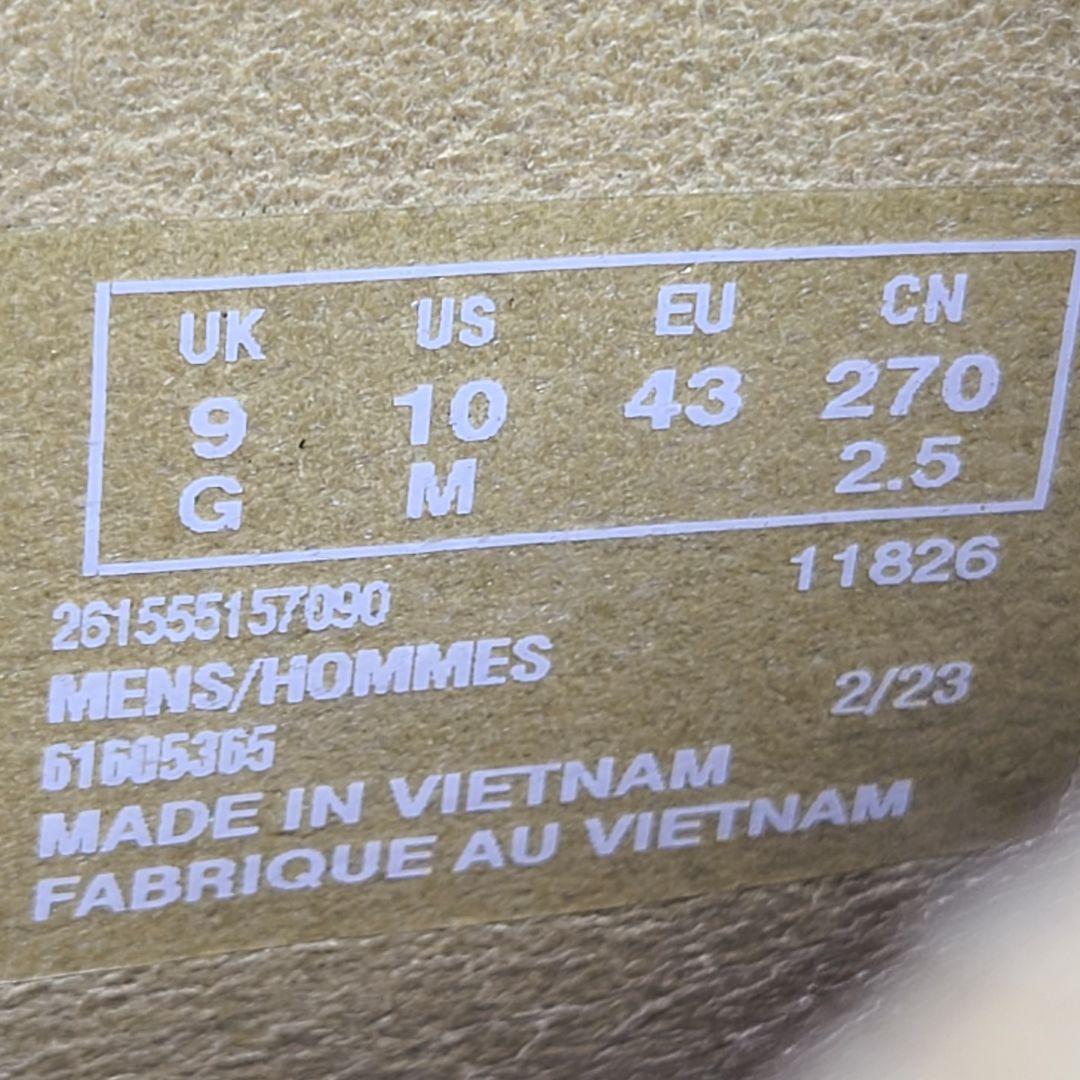 UK US EU CN
9 10 43 270
G M 2.5
261555157090 11826
MENS/HOMMES 2/23
61605365
MADE IN VIETNAM
FABRIQUE AU VIETNAM